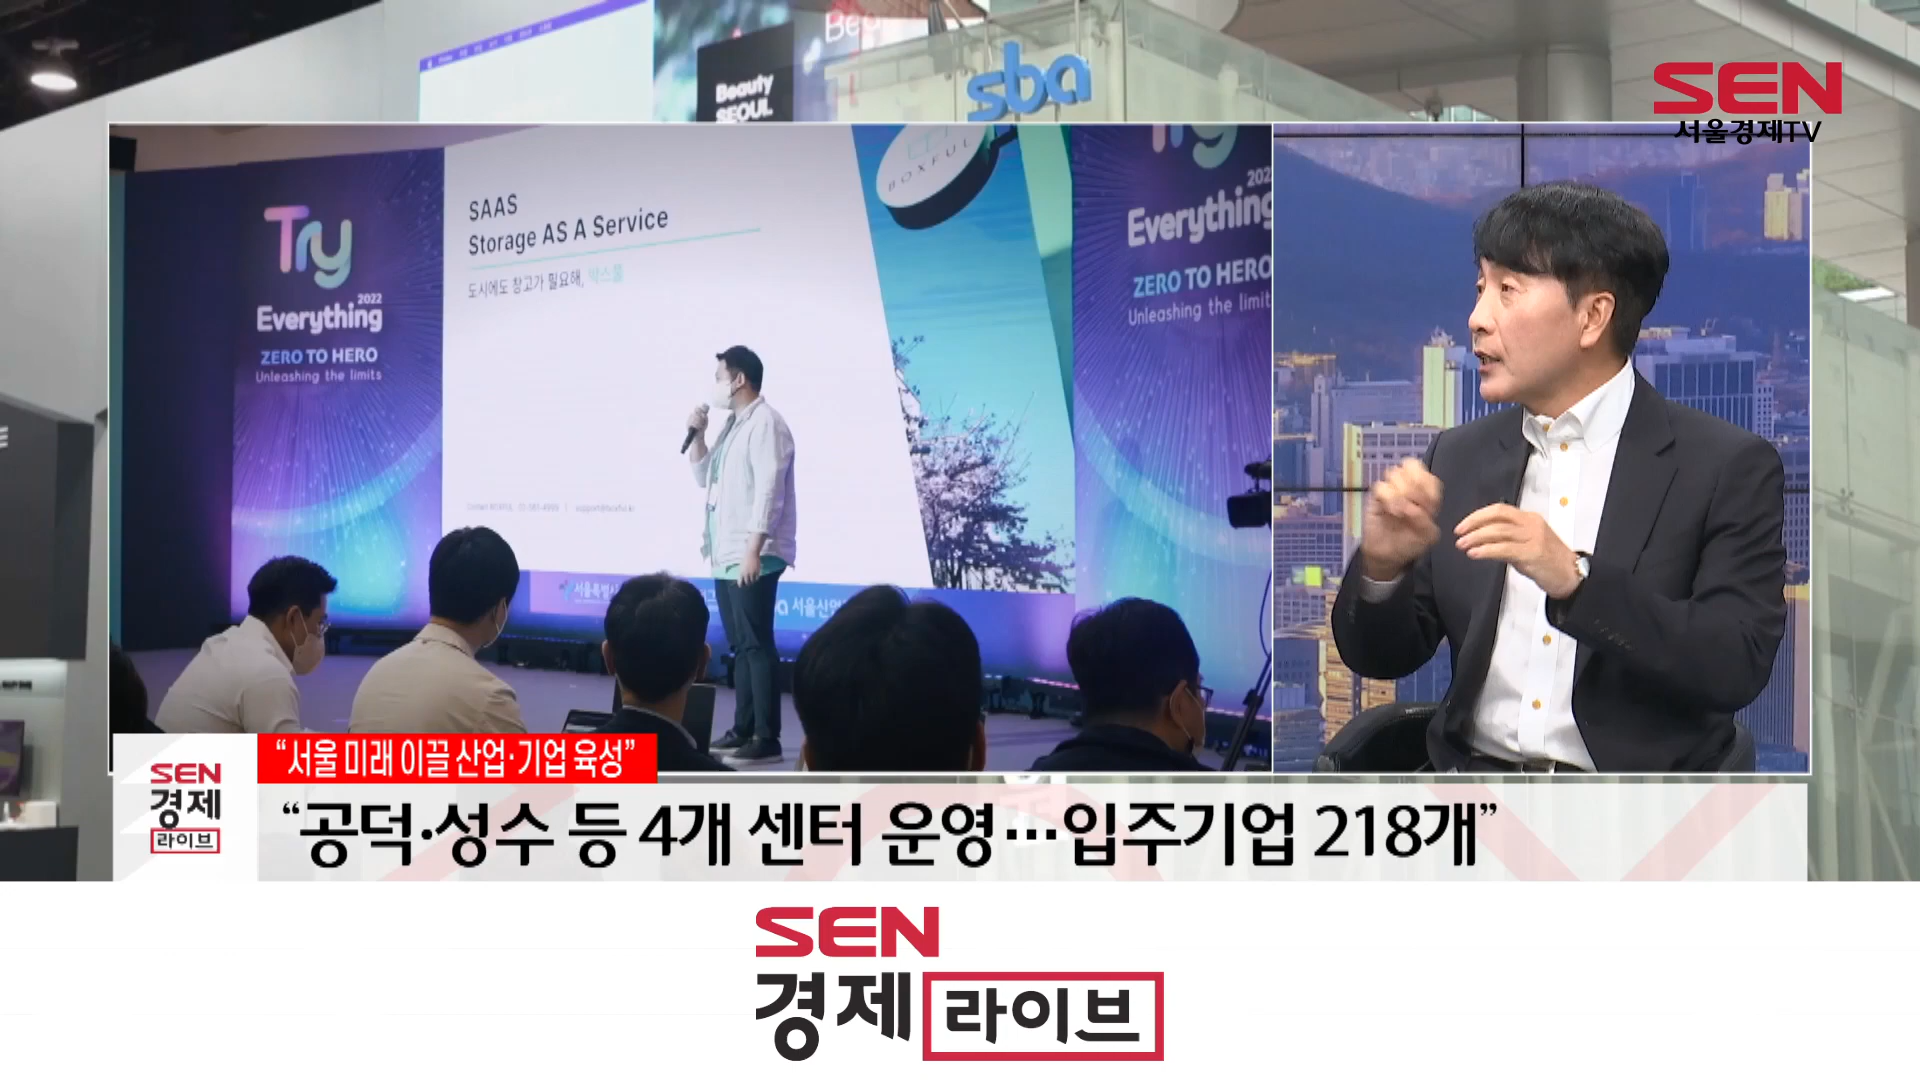 Beauty
SEOUL
sba
SEN
서울경제TV
Try
2022
Everything
ZERO TO HERO
Unleashing the limits
SAAS
Storage AS A Service
도시에도 창고가 필요해, 박스풀
BOXFUL
Try
Everything
ZERO TO HERO
Unleashing the limit
SEN
경제
라이브
“서울 미래 이끌 산업·기업 육성”
“공덕·성수 등 4개 센터 운영…입주기업 218개”
SEN
경제 라이브